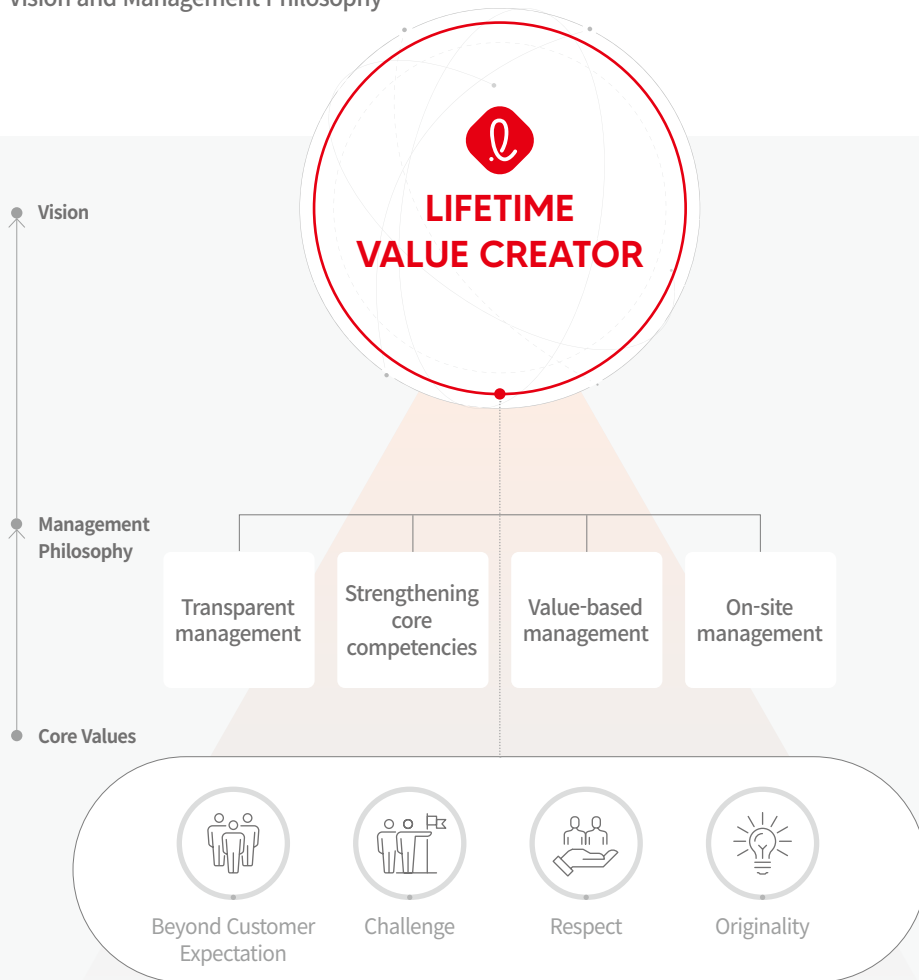 Vision and Management Philosophy
LIFETIME
VALUE CREATOR
Vision
Management
Philosophy
Transparent
management
Strengthening
core
competencies
Value-based
management
On-site
management
Core Values
Beyond Customer
Expectation
Challenge
Respect
Originality